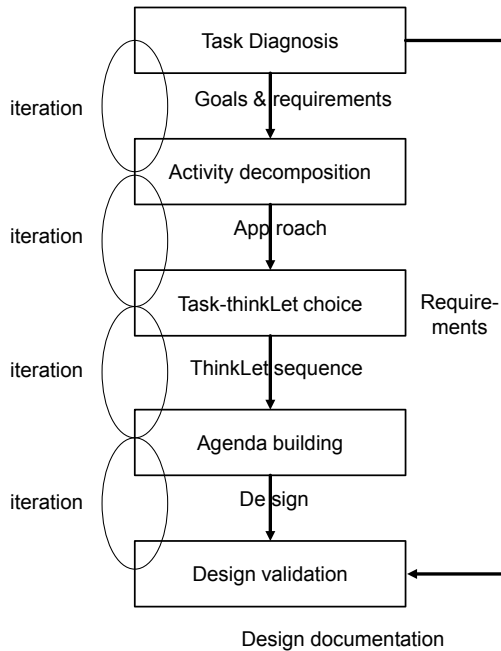 Task Diagnosis
iteration
Goals & requirements
Activity decomposition
iteration
Approach
Task-thinkLet choice
Require-
ments
iteration
ThinkLet sequence
Agenda building
iteration
Design
Design validation
Design documentation